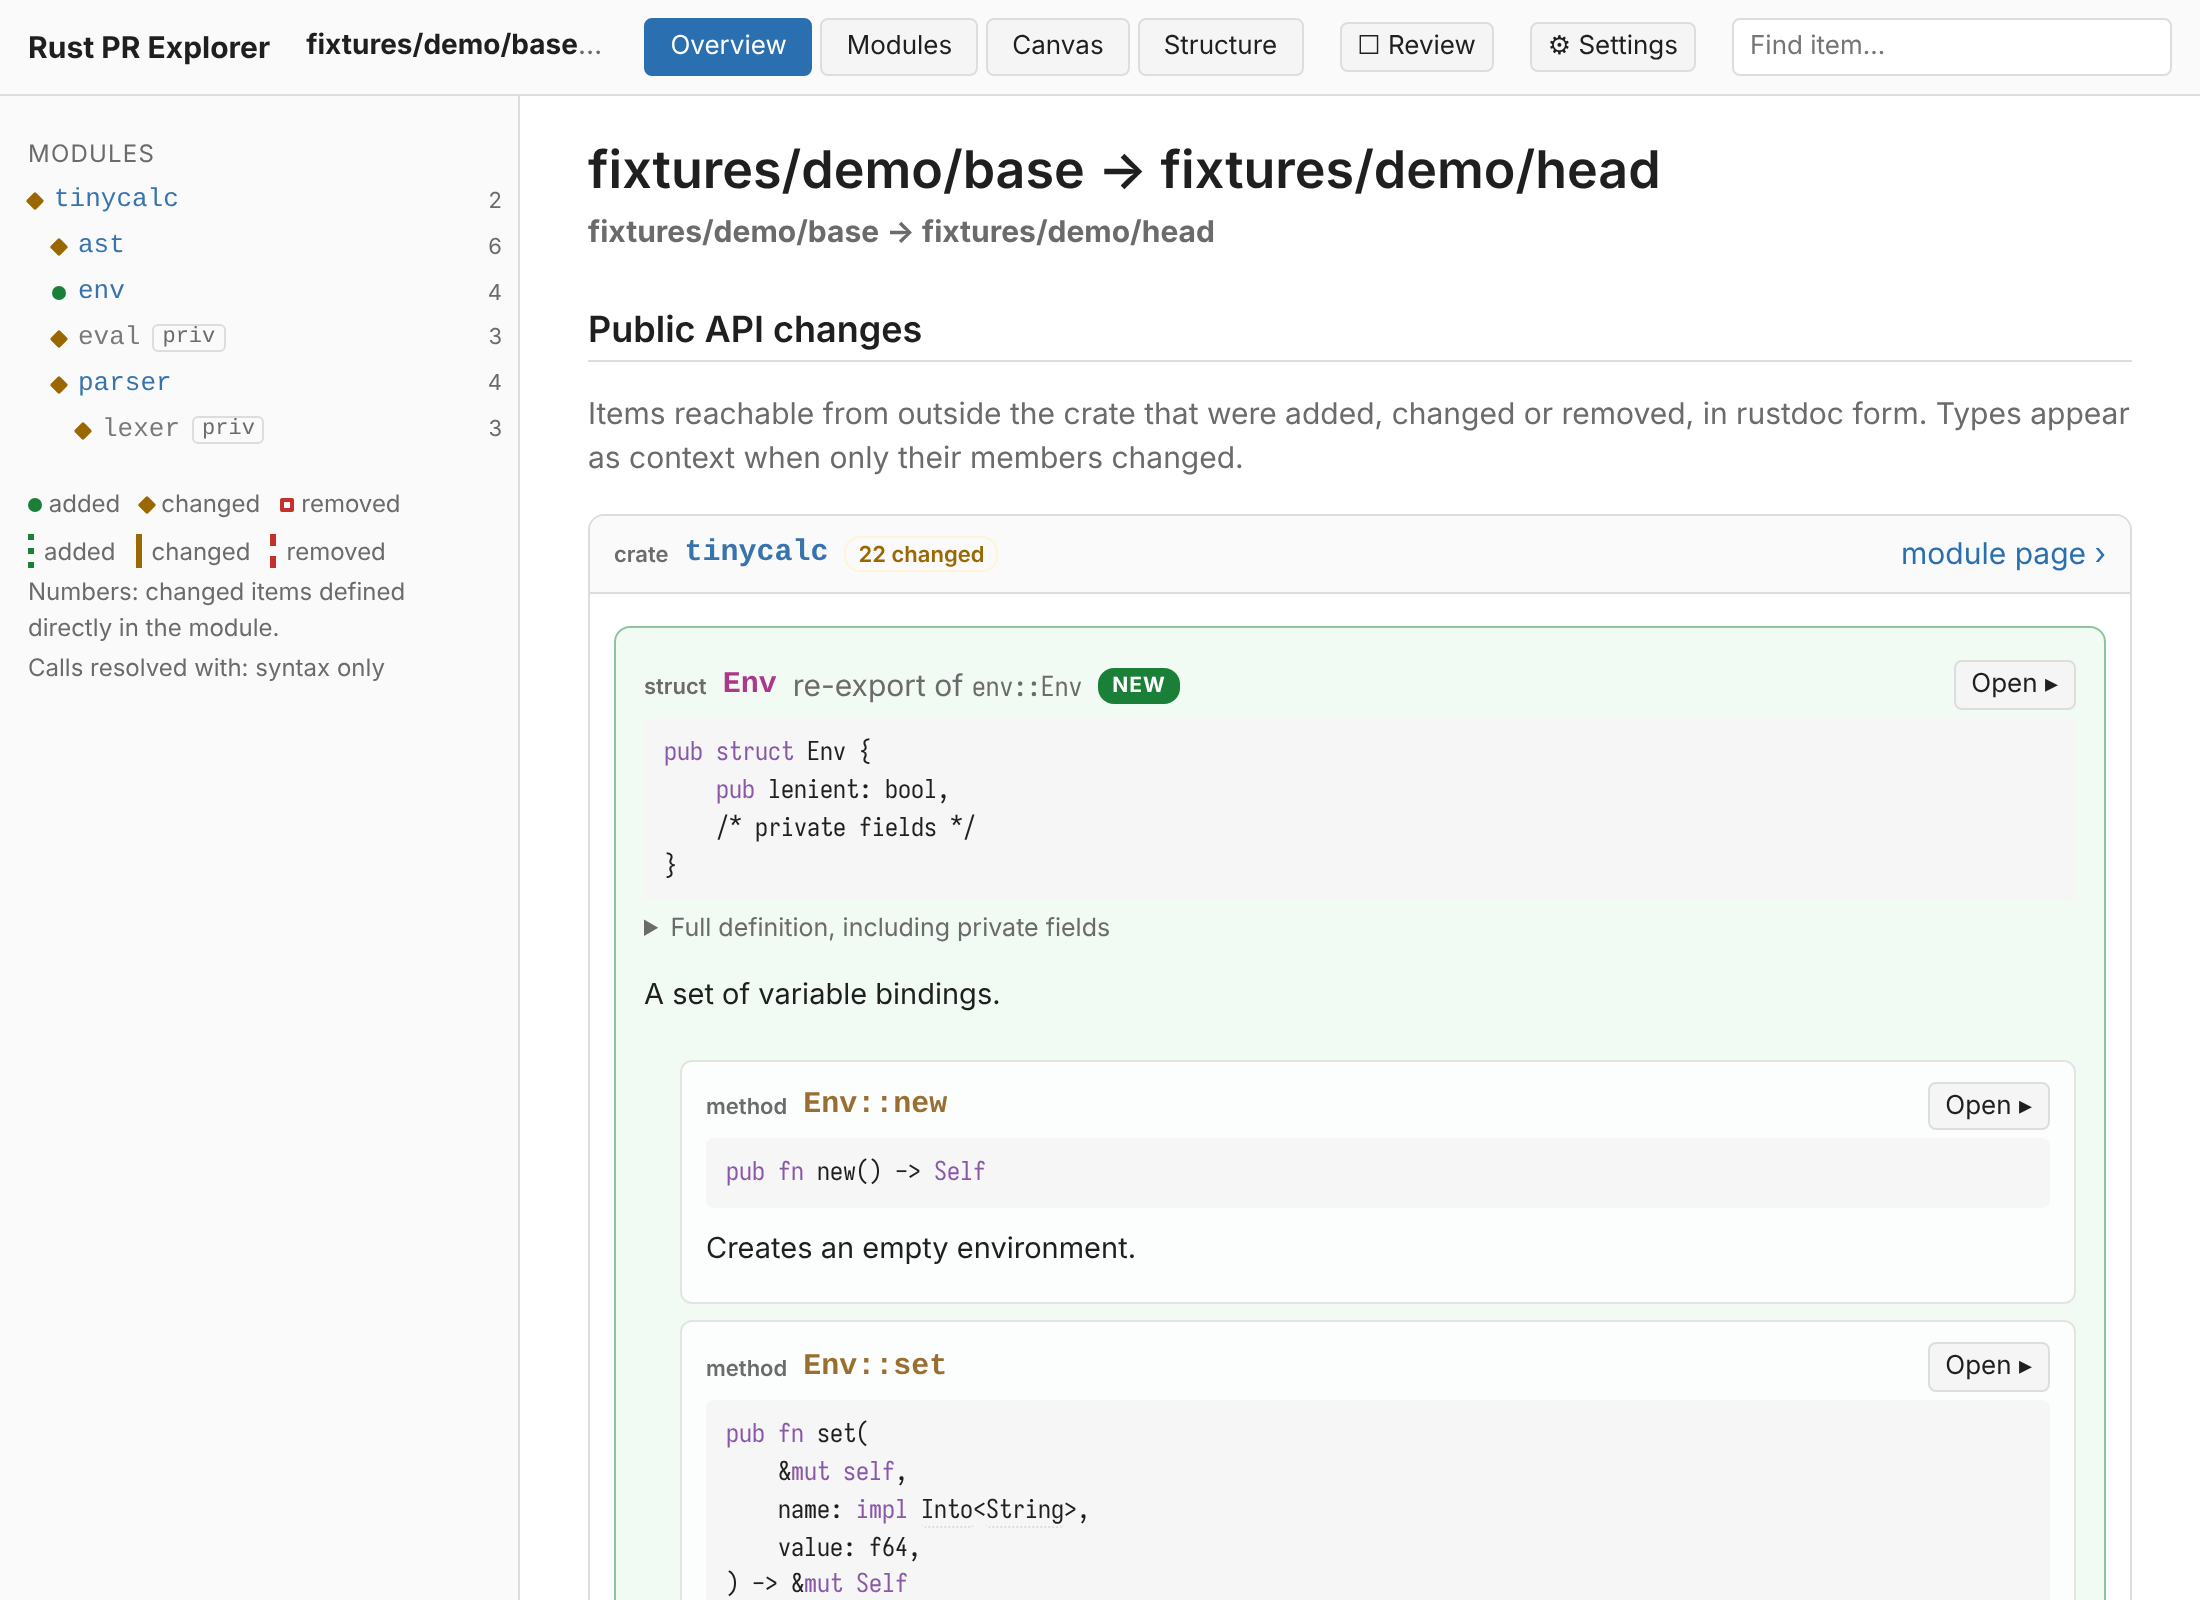 Rust PR Explorer fixtures/demo/base... Overview Modules Canvas Structure ☐ Review ⚙ Settings Find item...
MODULES
tinycalc 2
ast 6
env 4
eval priv 3
parser 4
lexer priv 3
added changed removed
added changed removed
Numbers: changed items defined
directly in the module.
Calls resolved with: syntax only
fixtures/demo/base → fixtures/demo/head
fixtures/demo/base → fixtures/demo/head
Public API changes
Items reachable from outside the crate that were added, changed or removed, in rustdoc form. Types appear
as context when only their members changed.
crate tinycalc 22 changed module page ›
struct Env re-export of env::Env NEW Open ▸
pub struct Env {
    pub lenient: bool,
    /* private fields */
}
▶ Full definition, including private fields
A set of variable bindings.
method Env::new Open ▸
pub fn new() -> Self
Creates an empty environment.
method Env::set Open ▸
pub fn set(
    &mut self,
    name: impl Into<String>,
    value: f64,
) -> &mut Self